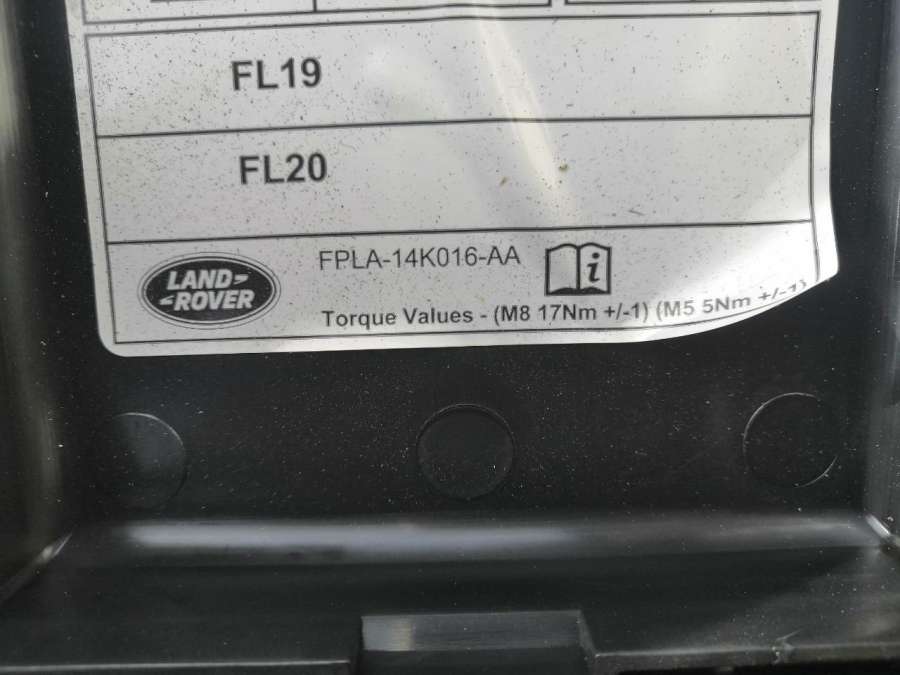 FL19
FL20
LAND
ROVER
FPLA-14K016-AA
i
Torque Values - (M8 17Nm +/-1) (M5 5Nm +/-1)